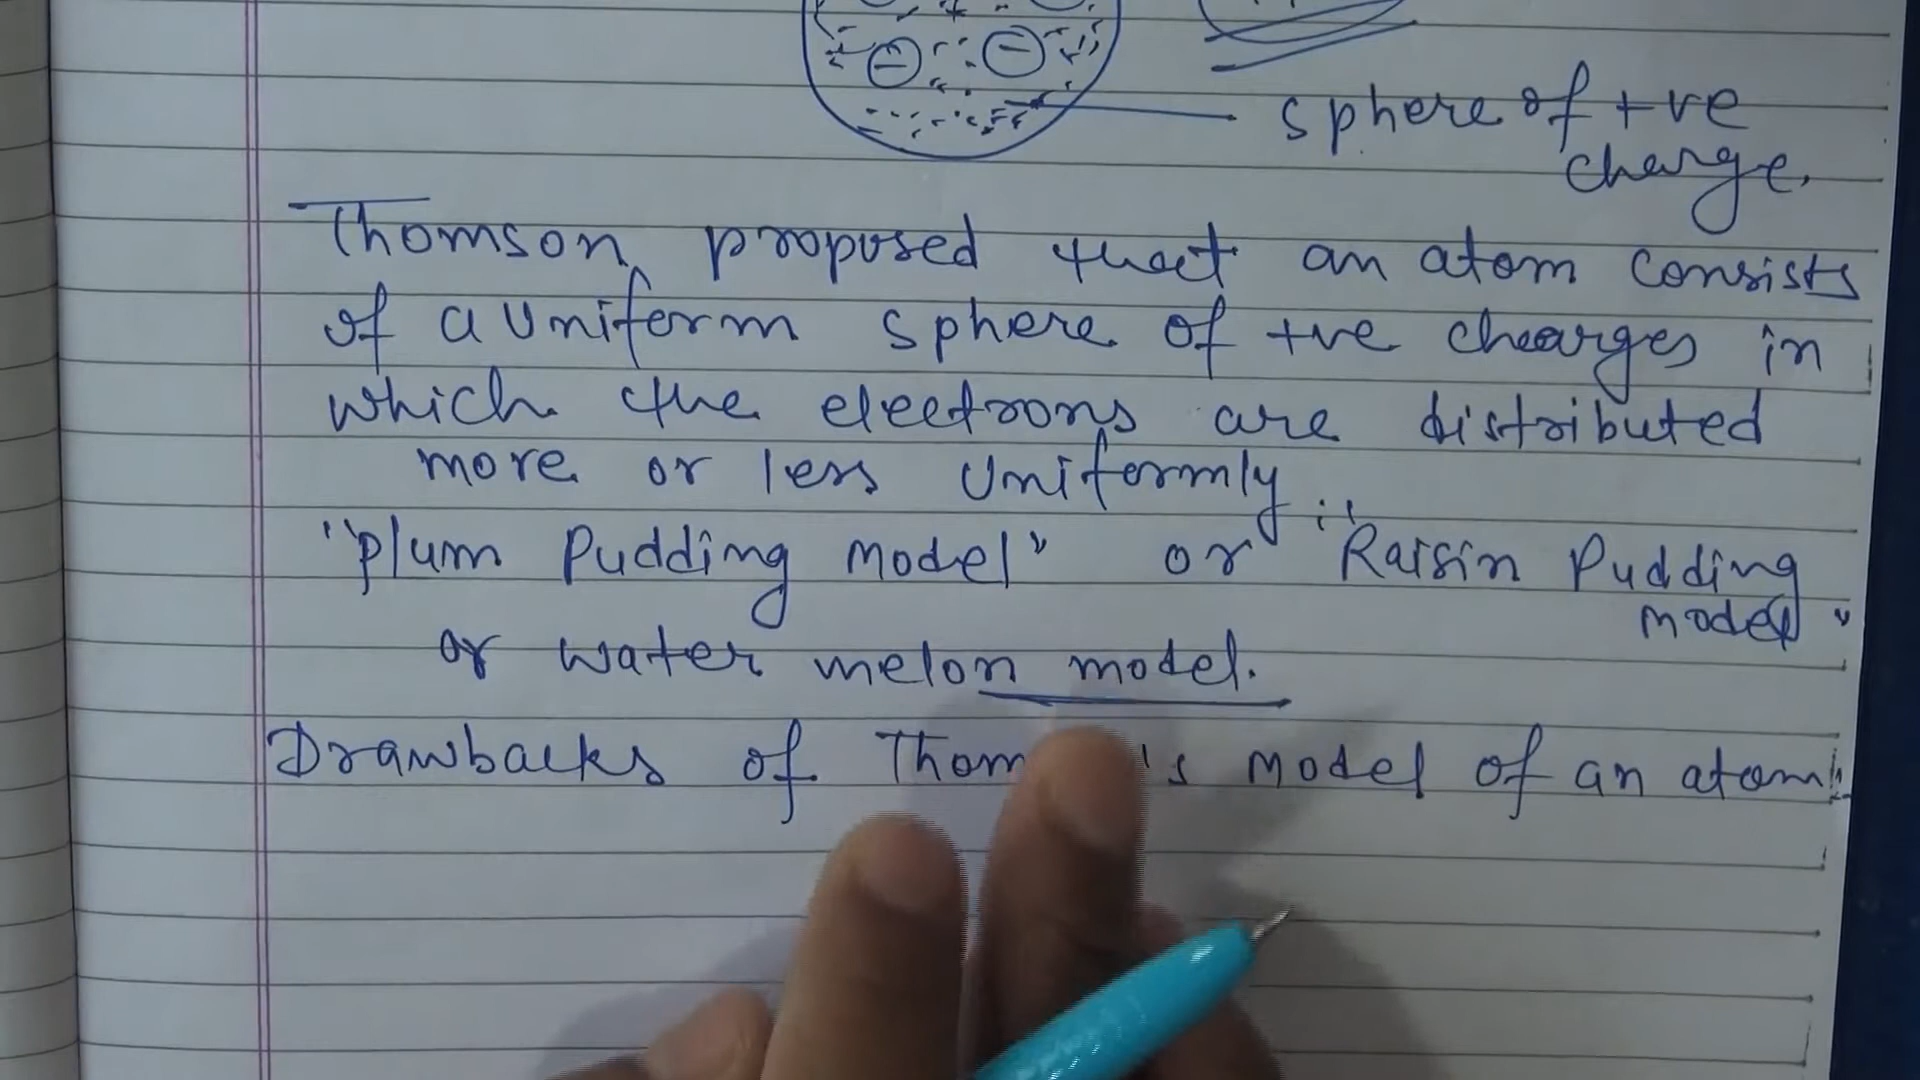 sphere of +ve
charge.
Thomson proposed that an atom consists
of a uniform sphere of +ve charges in
which the electrons are distributed
more or less uniformly.
"Plum Pudding Model" or "Raisin Pudding
model"
or water melon model.
Drawbacks of Thom 's model of an atom: